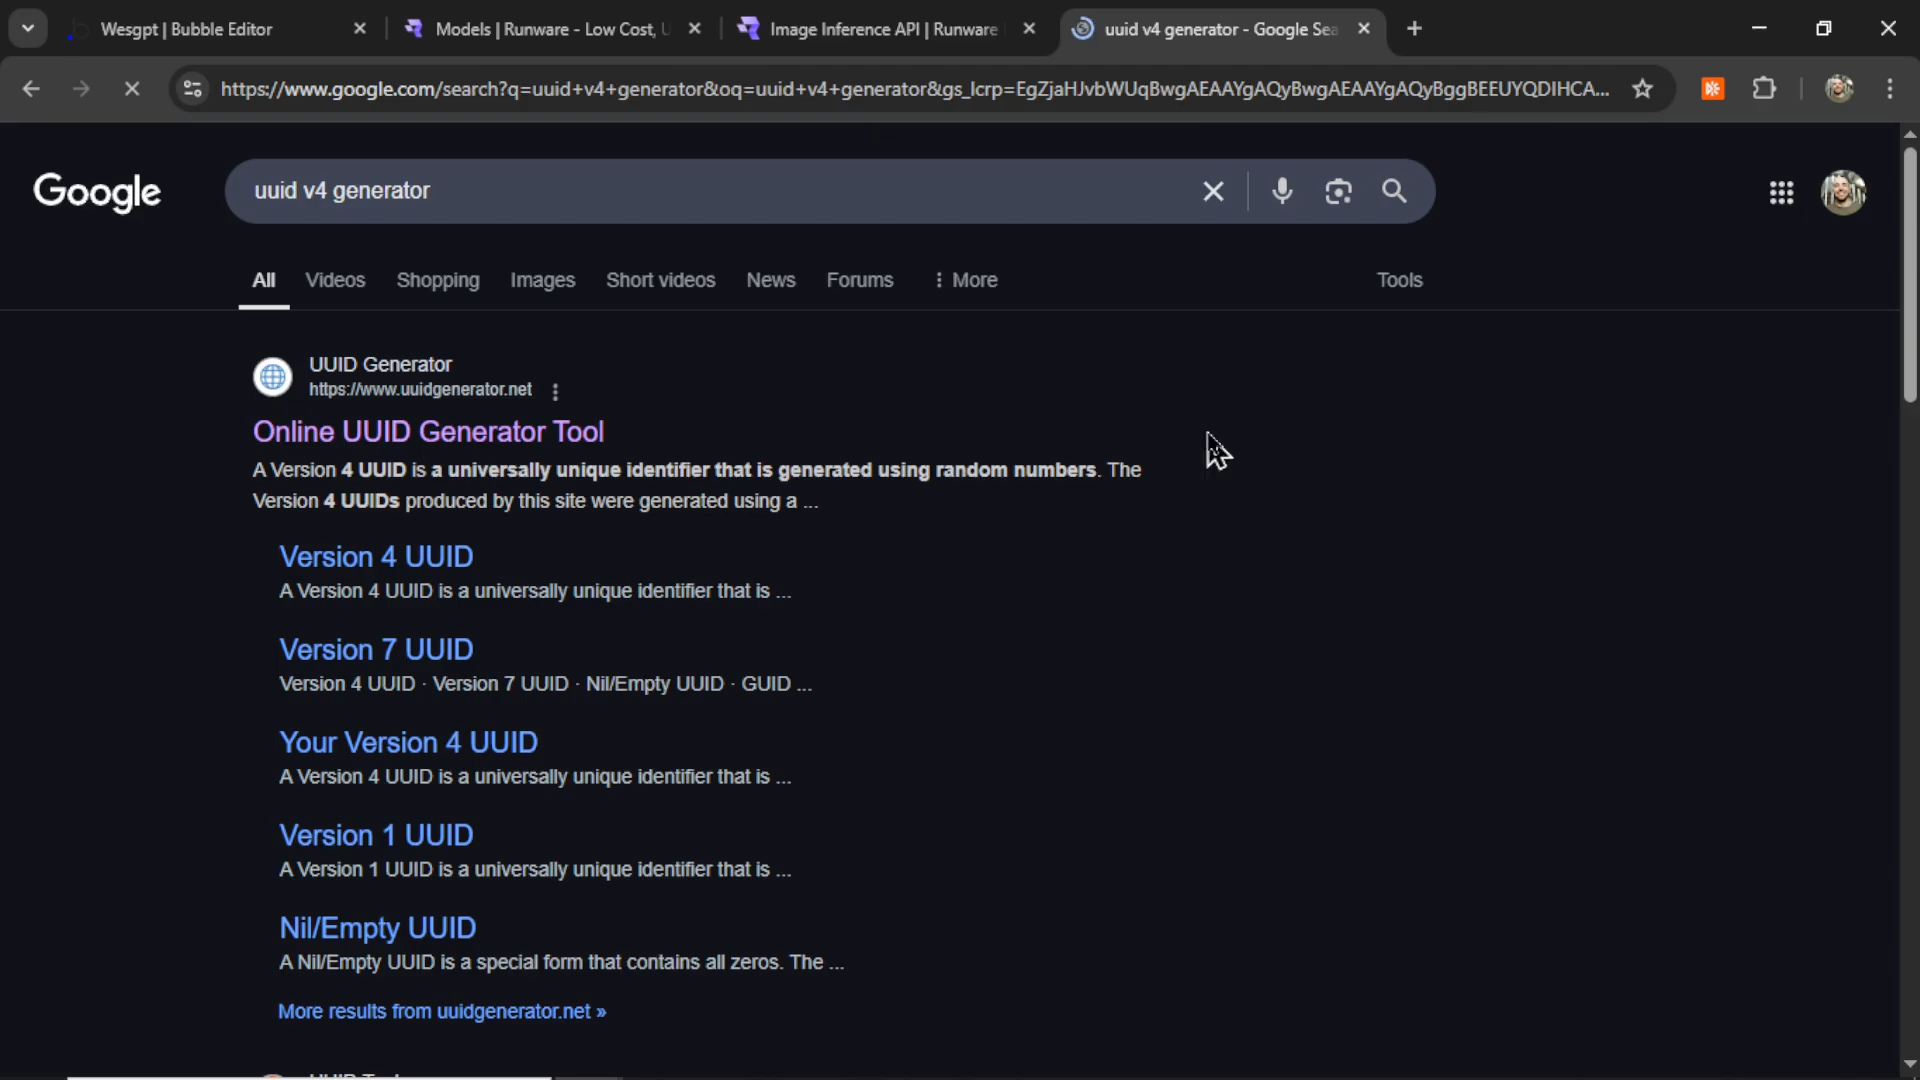 Wesgpt | Bubble Editor
Models | Runware - Low Cost, U
Image Inference API | Runware
uuid v4 generator - Google Sea
https://www.google.com/search?q=uuid+v4+generator&oq=uuid+v4+generator&gs_lcrp=EgZjaHJvbWUqBwgAEAAYgAQyBwgAEAAYgAQyBggBEEUYQDIHCA...
Google
uuid v4 generator
All Videos Shopping Images Short videos News Forums More Tools
UUID Generator
https://www.uuidgenerator.net
Online UUID Generator Tool
A Version 4 UUID is a universally unique identifier that is generated using random numbers. The
Version 4 UUIDs produced by this site were generated using a ...
Version 4 UUID
A Version 4 UUID is a universally unique identifier that is ...
Version 7 UUID
Version 4 UUID · Version 7 UUID · Nil/Empty UUID · GUID ...
Your Version 4 UUID
A Version 4 UUID is a universally unique identifier that is ...
Version 1 UUID
A Version 1 UUID is a universally unique identifier that is ...
Nil/Empty UUID
A Nil/Empty UUID is a special form that contains all zeros. The ...
More results from uuidgenerator.net »